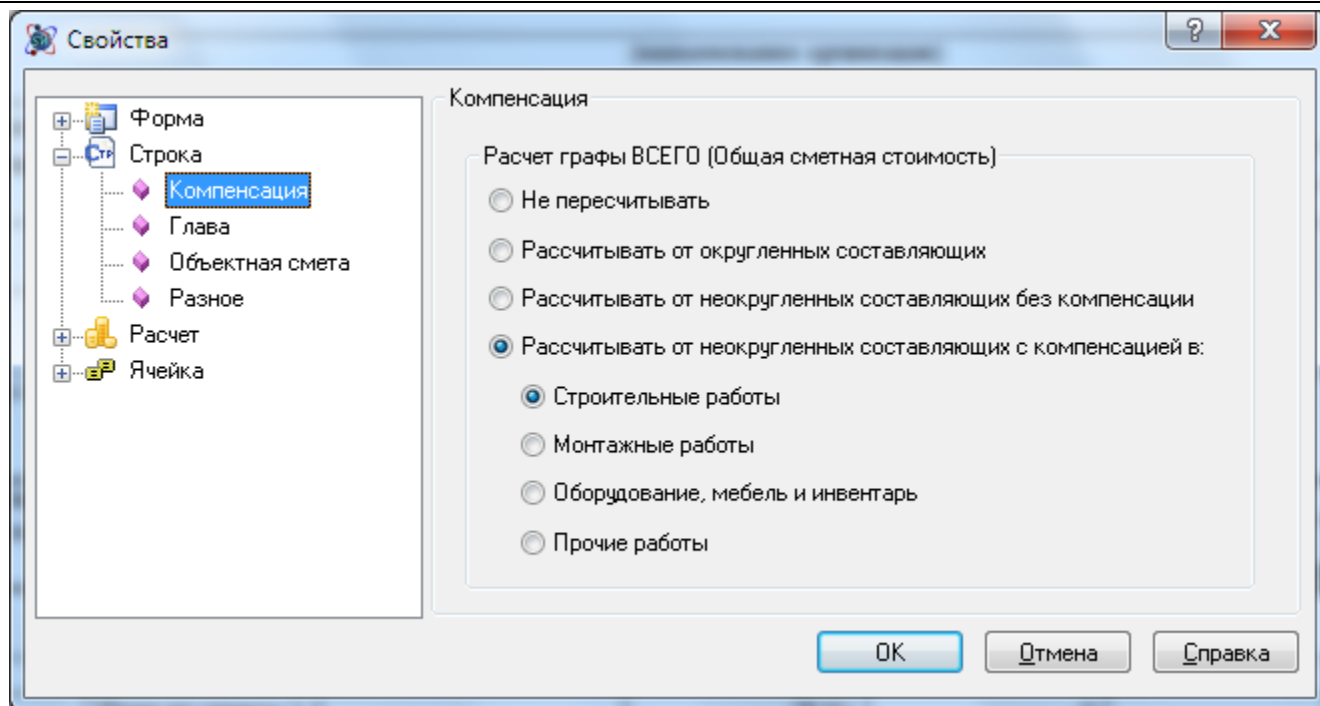 Свойства
?
Форма
Стр Строка
Компенсация
Глава
Объектная смета
Разное
Расчет
Ячейка
Компенсация
Расчет графы ВСЕГО (Общая сметная стоимость)
Не пересчитывать
Рассчитывать от округленных составляющих
Рассчитывать от неокругленных составляющих без компенсации
Рассчитывать от неокругленных составляющих с компенсацией в:
Строительные работы
Монтажные работы
Оборудование, мебель и инвентарь
Прочие работы
OK
Отмена
Справка